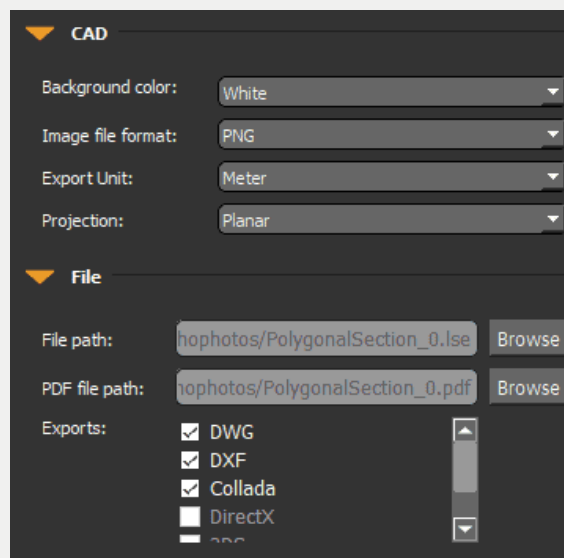 CAD
Background color: White
Image file format: PNG
Export Unit: Meter
Projection: Planar
File
File path: hophotos/PolygonalSection_0.lse Browse
PDF file path: hophotos/PolygonalSection_0.pdf Browse
Exports: DWG
DXF
Collada
DirectX